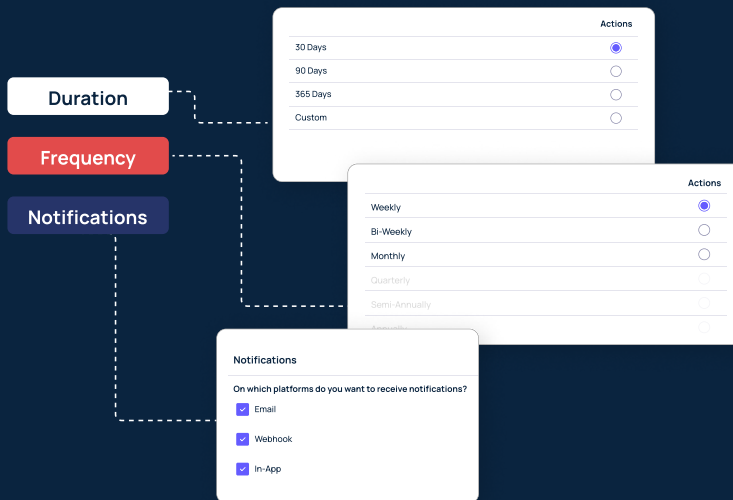 Duration
Frequency
Notifications
Actions
30 Days
90 Days
365 Days
Custom
Actions
Weekly
Bi-Weekly
Monthly
Quarterly
Semi-Annually
Annually
Notifications
On which platforms do you want to receive notifications?
Email
Webhook
In-App